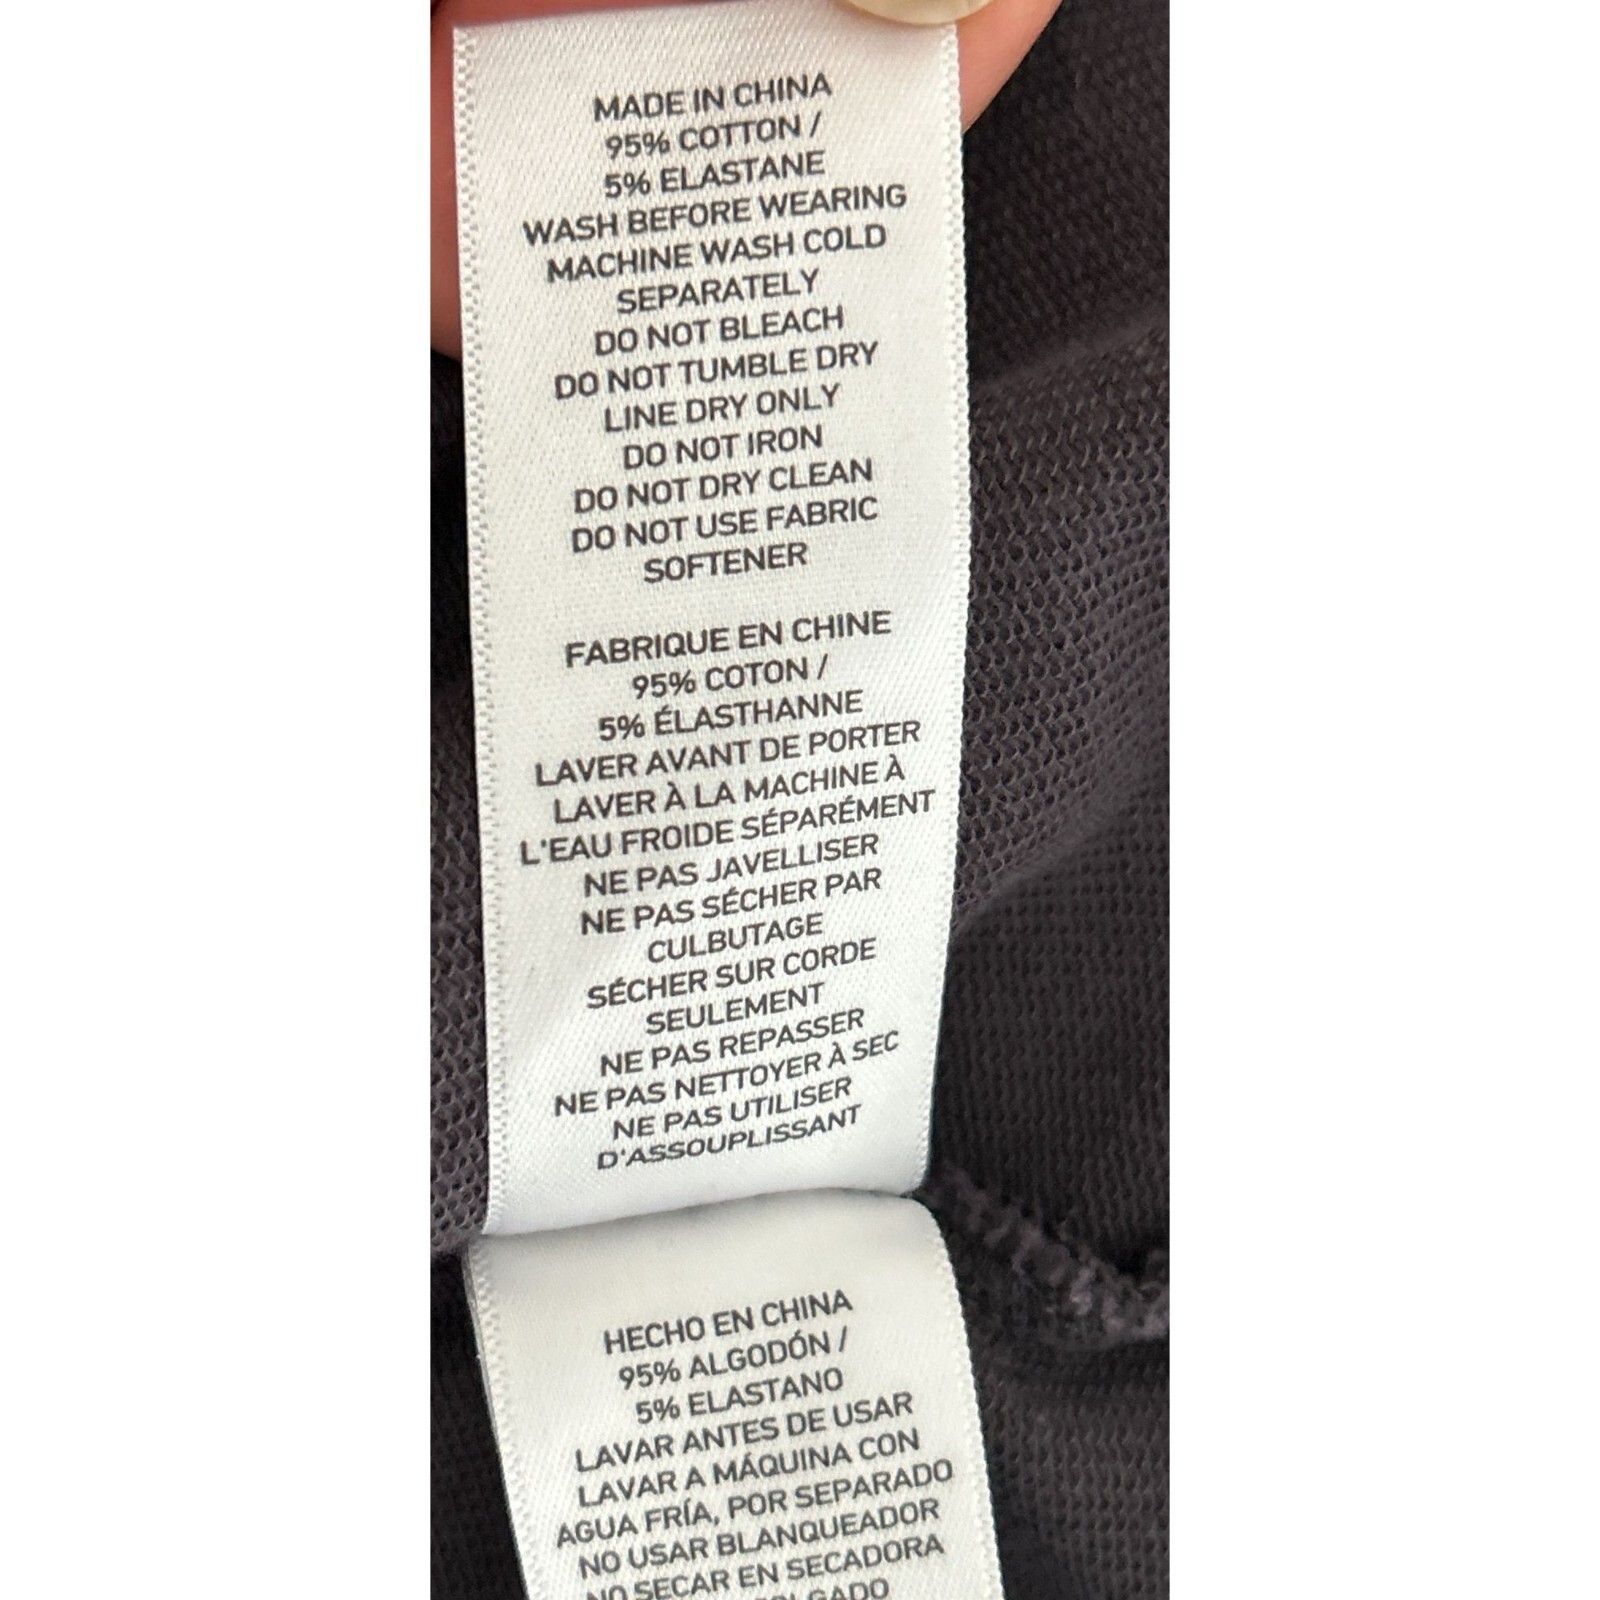 MADE IN CHINA
95% COTTON /
5% ELASTANE
WASH BEFORE WEARING
MACHINE WASH COLD
SEPARATELY
DO NOT BLEACH
DO NOT TUMBLE DRY
LINE DRY ONLY
DO NOT IRON
DO NOT DRY CLEAN
DO NOT USE FABRIC
SOFTENER
FABRIQUE EN CHINE
95% COTON /
5% ÉLASTHANNE
LAVER AVANT DE PORTER
LAVER À LA MACHINE À
L'EAU FROIDE SÉPARÉMENT
NE PAS JAVELLISER
NE PAS SÉCHER PAR
CULBUTAGE
SÉCHER SUR CORDE
SEULEMENT
NE PAS REPASSER
NE PAS NETTOYER À SEC
NE PAS UTILISER
D'ASSOUPLISSANT
HECHO EN CHINA
95% ALGODÓN /
5% ELASTANO
LAVAR ANTES DE USAR
LAVAR A MÁQUINA CON
AGUA FRÍA, POR SEPARADO
NO USAR BLANQUEADOR
NO SECAR EN SECADORA